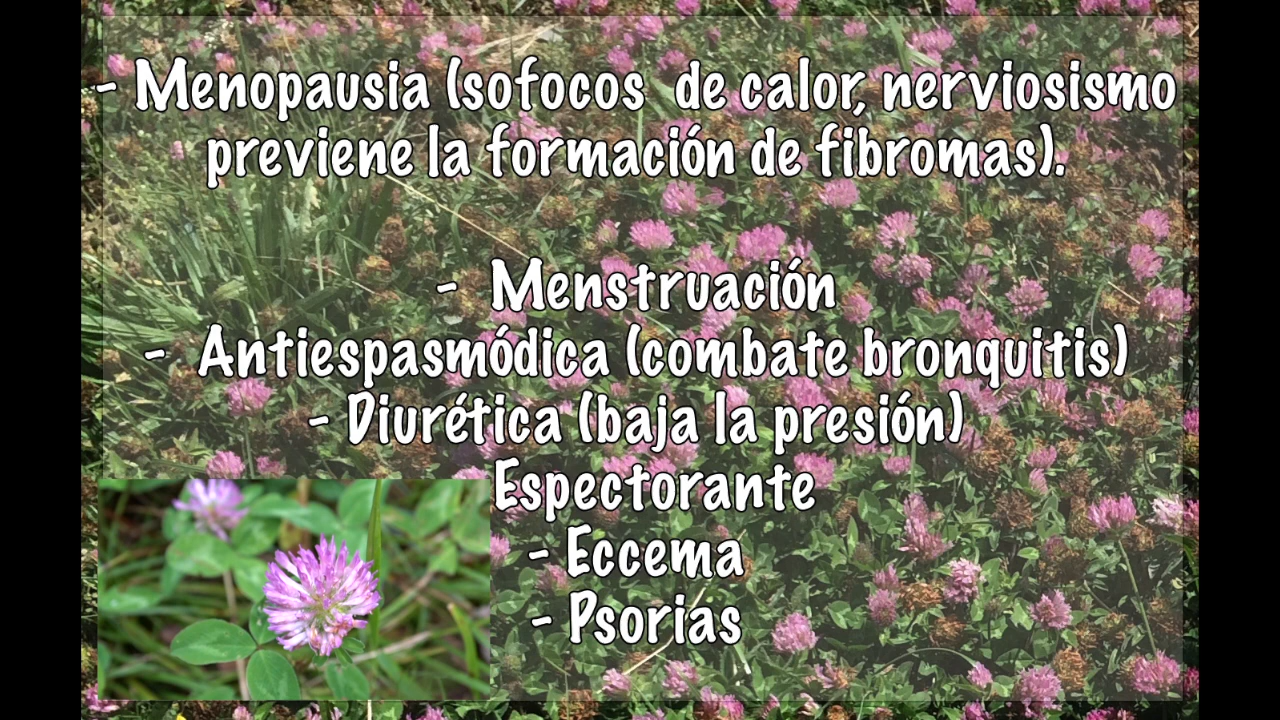 - Menopausia (sofocos de calor, nerviosismo
previene la formación de fibromas).
- Menstruación
- Antiespasmódica (combate bronquitis)
- Diurética (baja la presión)
Espectorante
- Eccema
- Psorias